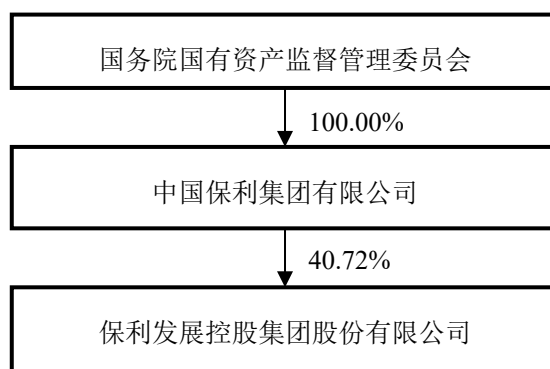 国务院国有资产监督管理委员会
100.00%
中国保利集团有限公司
40.72%
保利发展控股集团股份有限公司